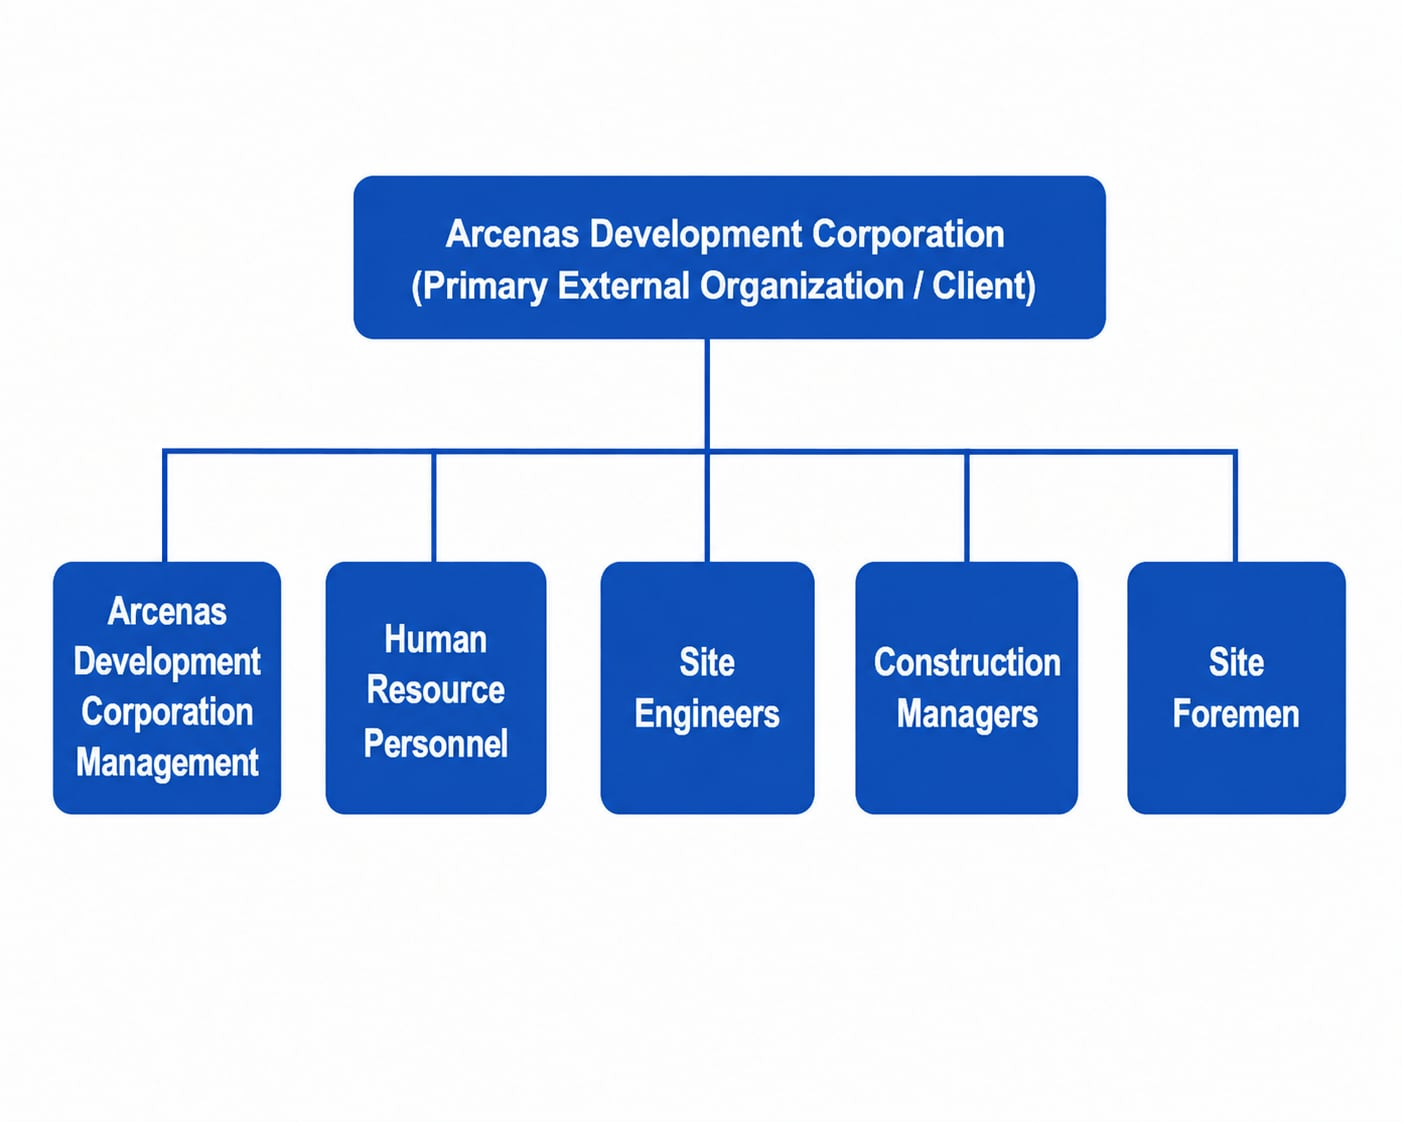 Arcenas Development Corporation
(Primary External Organization / Client)
Arcenas
Development
Corporation
Management
Human
Resource
Personnel
Site
Engineers
Construction
Managers
Site
Foremen